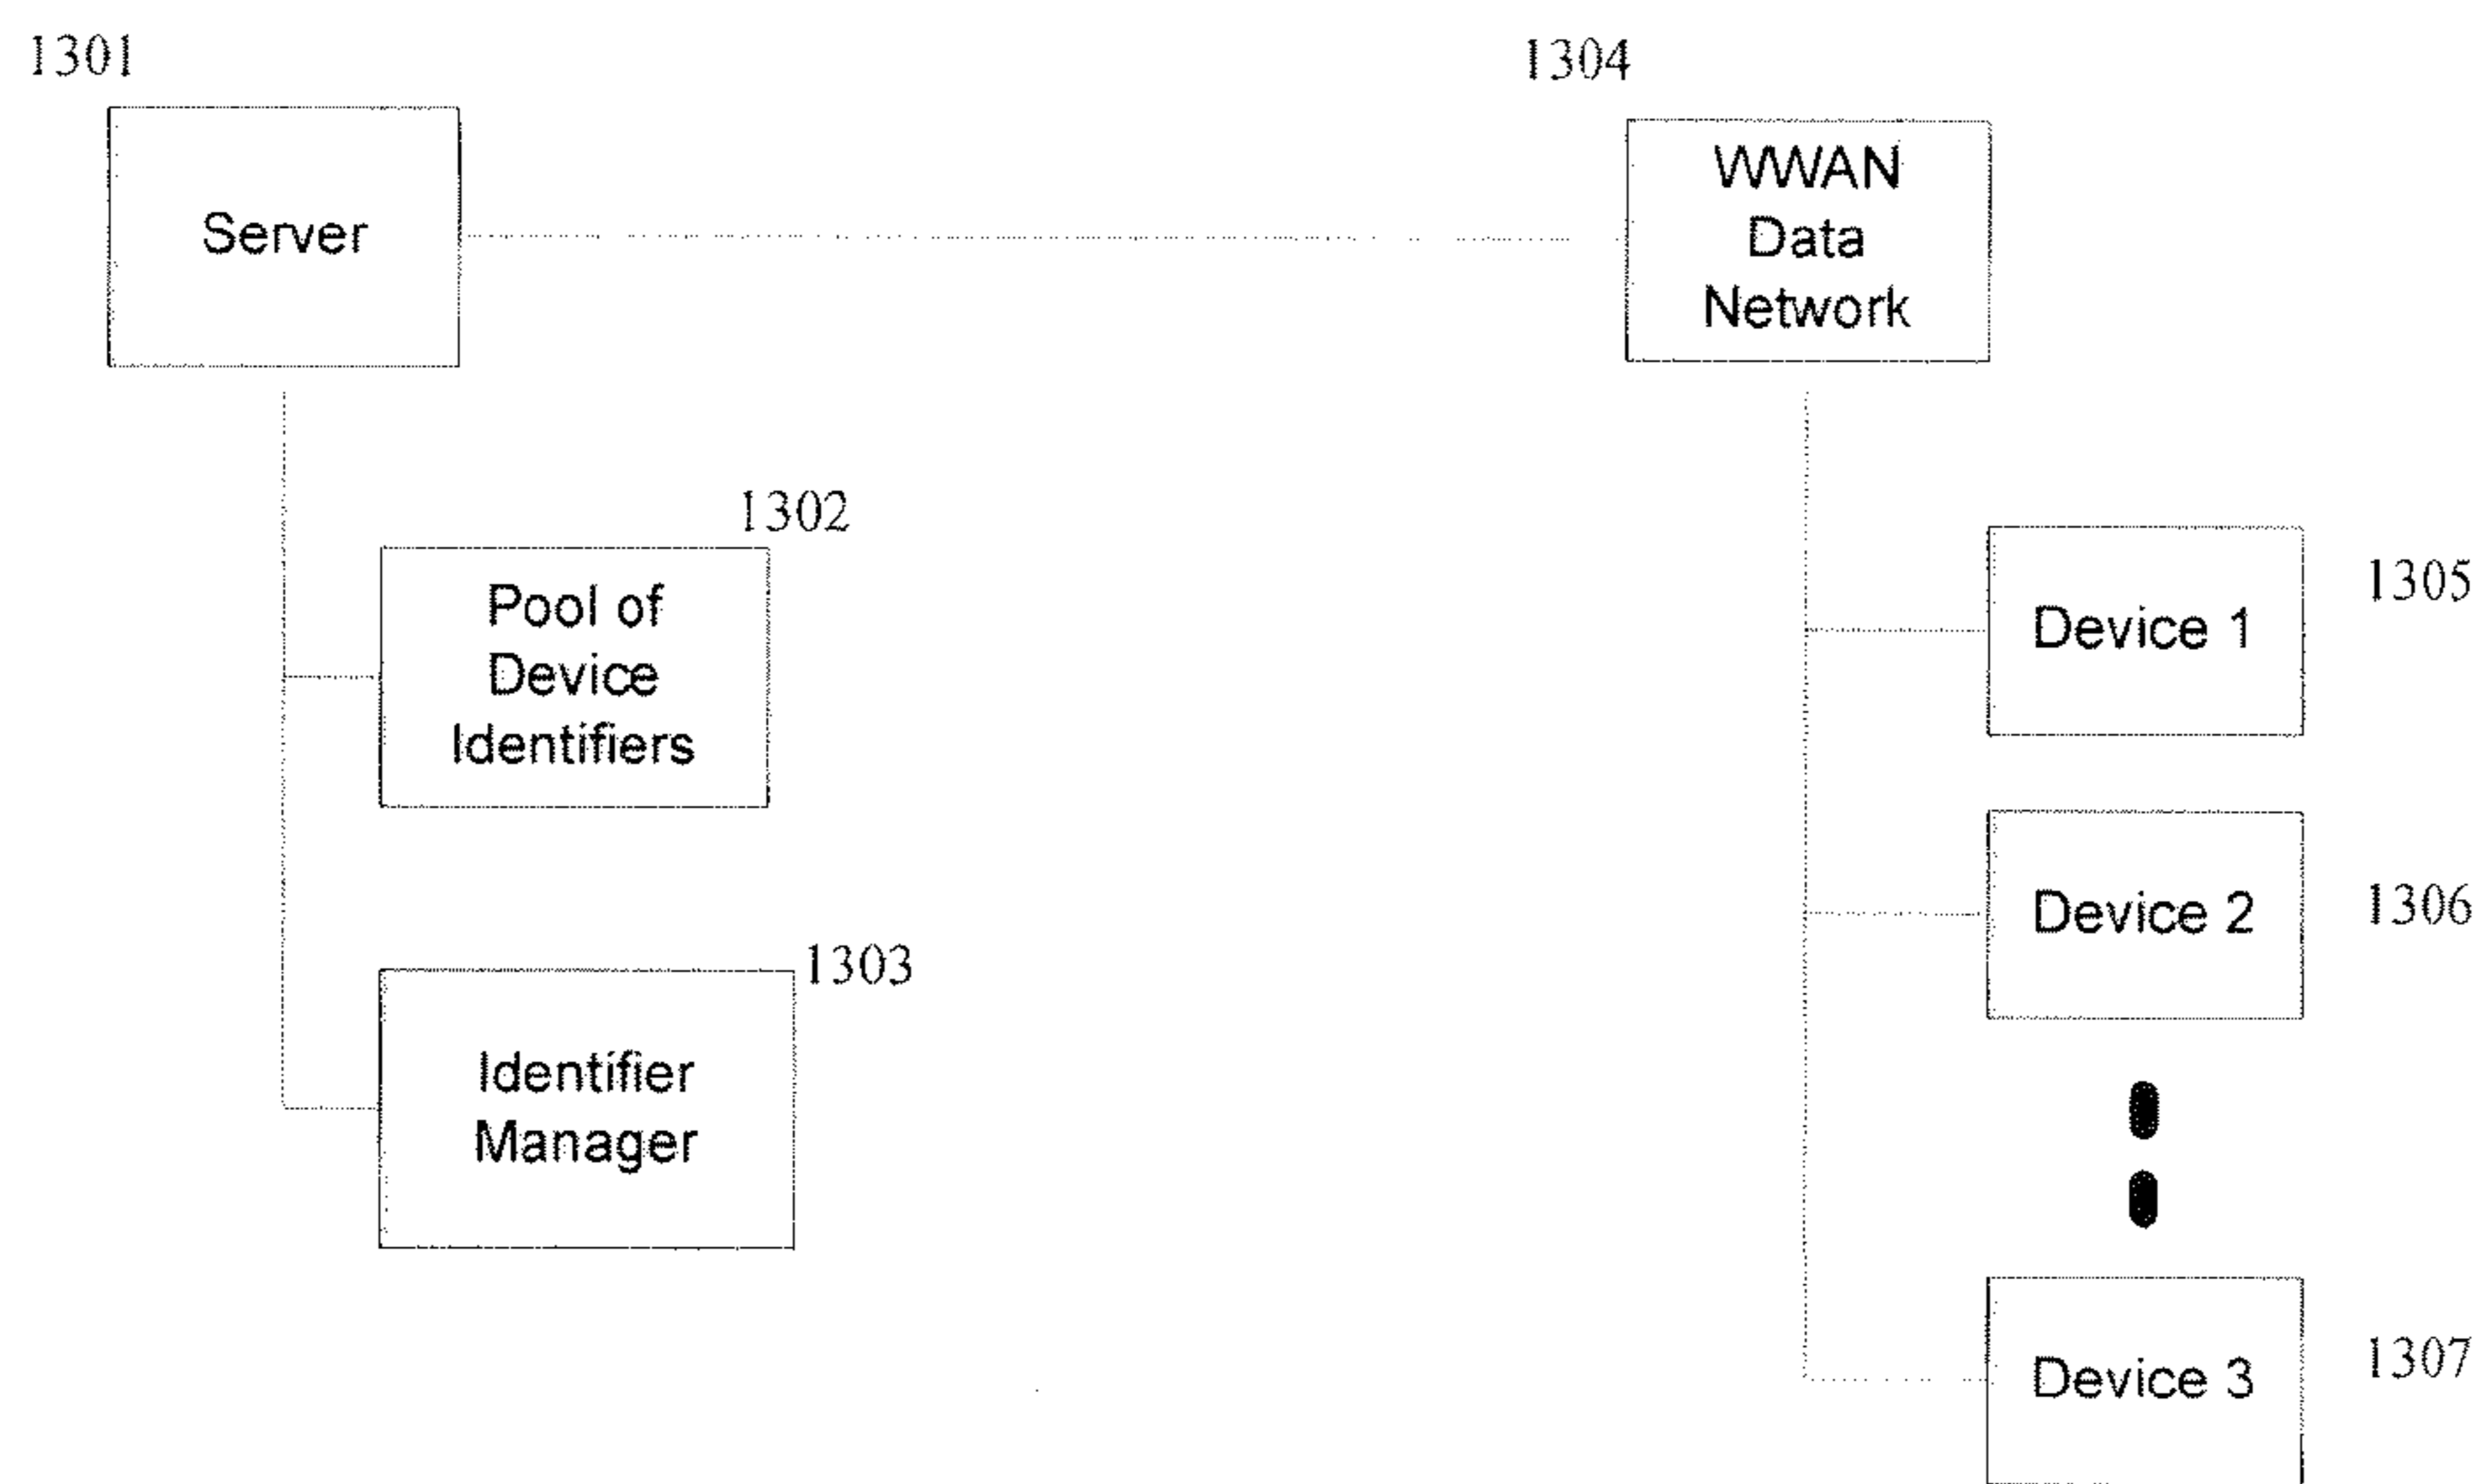 1301
Server
1304
WWAN
Data
Network
1302
Pool of
Device
Identifiers
1303
Identifier
Manager
Device 1
1305
Device 2
1306
Device 3
1307